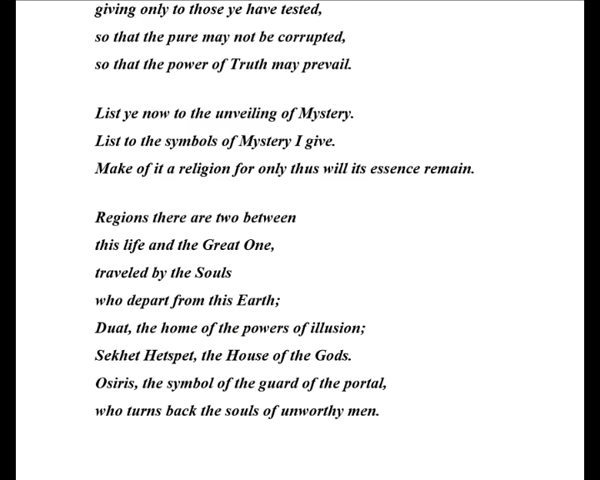 giving only to those ye have tested,
so that the pure may not be corrupted,
so that the power of Truth may prevail.
List ye now to the unveiling of Mystery.
List to the symbols of Mystery I give.
Make of it a religion for only thus will its essence remain.
Regions there are two between
this life and the Great One,
traveled by the Souls
who depart from this Earth;
Duat, the home of the powers of illusion;
Sekhet Hetspet, the House of the Gods.
Osiris, the symbol of the guard of the portal,
who turns back the souls of unworthy men.